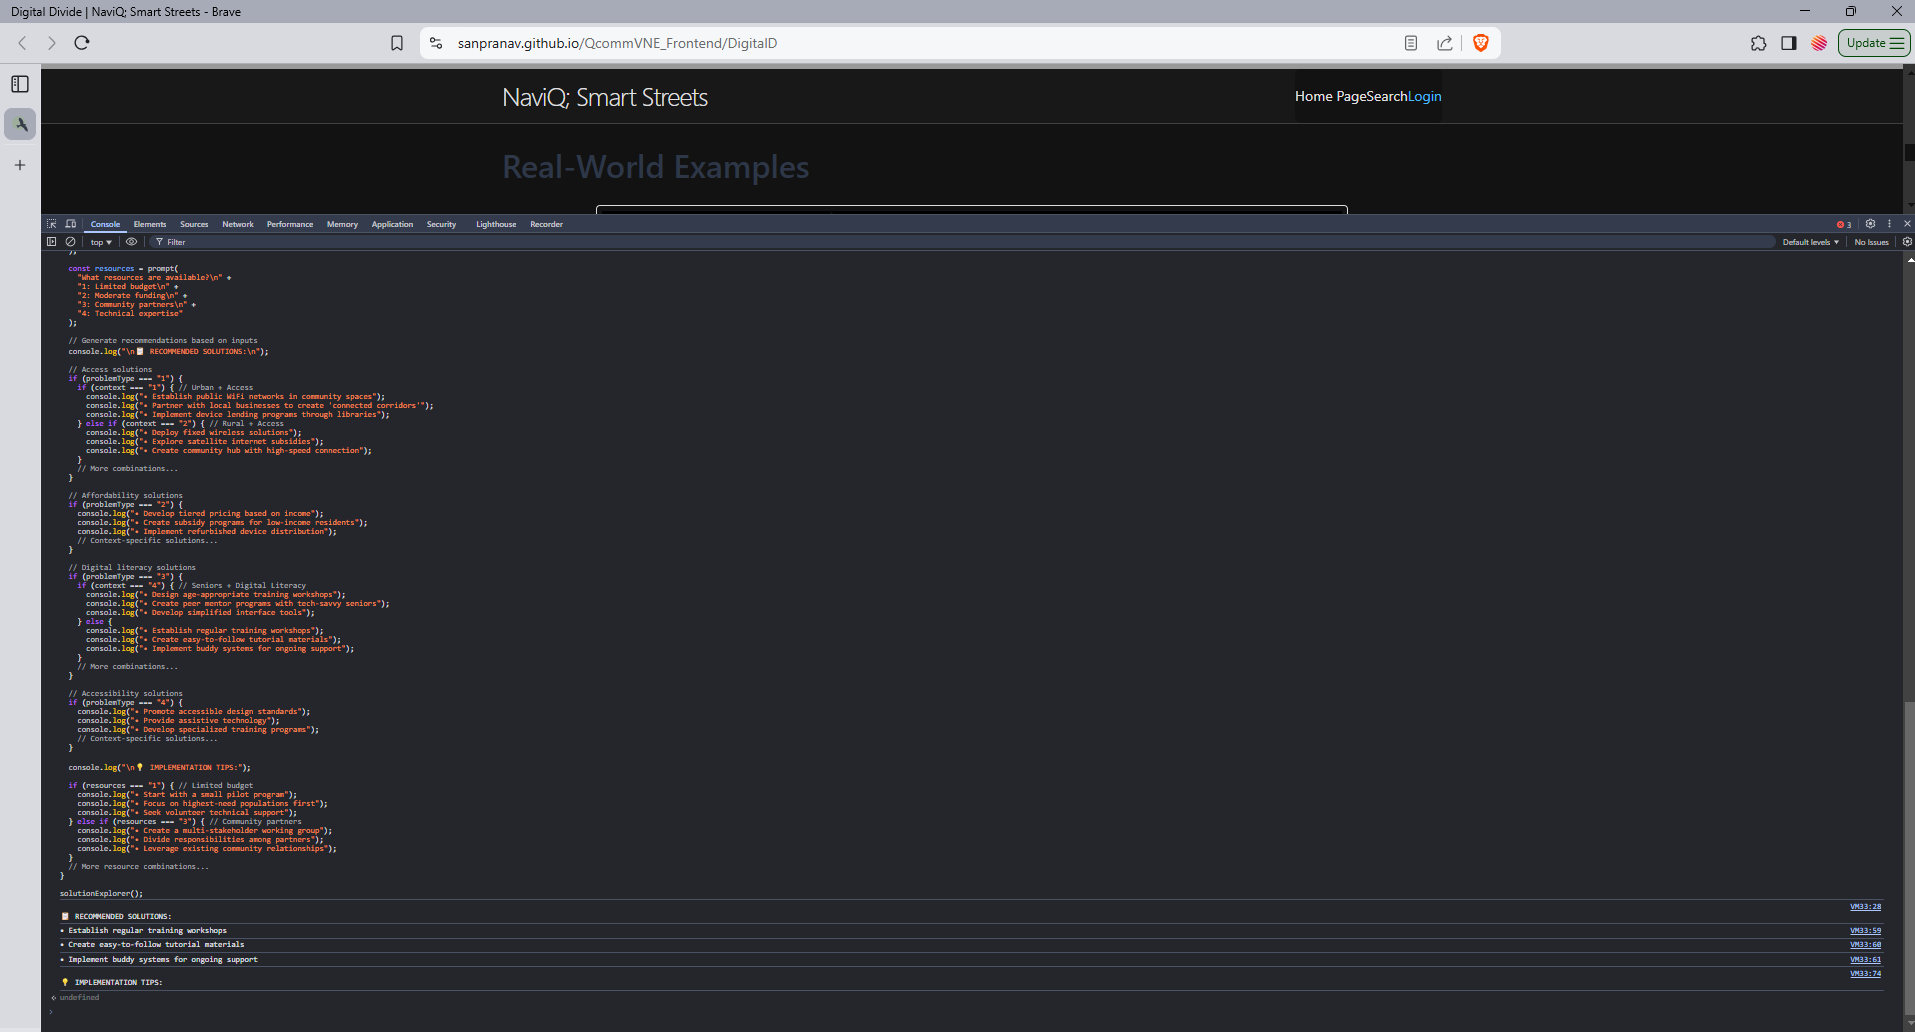 Digital Divide | NaviQ; Smart Streets - Brave
sanpranav.github.io/QcommVNE_Frontend/DigitalD
Update
NaviQ; Smart Streets
Home PageSearchLogin
Real-World Examples
Console Elements Sources Network Performance Memory Application Security Lighthouse Recorder
3
top ▼ Filter
Default levels ▼ No Issues
);
const resources = prompt(
"What resources are available?\n" +
"1: Limited budget\n" +
"2: Moderate funding\n" +
"3: Community partners\n" +
"4: Technical expertise"
);
// Generate recommendations based on inputs
console.log("\n📋 RECOMMENDED SOLUTIONS:\n");
// Access solutions
if (problemType === "1") {
if (context === "1") { // Urban + Access
console.log("• Establish public WiFi networks in community spaces");
console.log("• Partner with local businesses to create 'connected corridors'");
console.log("• Implement device lending programs through libraries");
} else if (context === "2") { // Rural + Access
console.log("• Deploy fixed wireless solutions");
console.log("• Explore satellite internet subsidies");
console.log("• Create community hub with high-speed connection");
}
// More combinations...
}
// Affordability solutions
if (problemType === "2") {
console.log("• Develop tiered pricing based on income");
console.log("• Create subsidy programs for low-income residents");
console.log("• Implement refurbished device distribution");
// Context-specific solutions...
}
// Digital literacy solutions
if (problemType === "3") {
if (context === "4") { // Seniors + Digital Literacy
console.log("• Design age-appropriate training workshops");
console.log("• Create peer mentor programs with tech-savvy seniors");
console.log("• Develop simplified interface tools");
} else {
console.log("• Establish regular training workshops");
console.log("• Create easy-to-follow tutorial materials");
console.log("• Implement buddy systems for ongoing support");
}
// More combinations...
}
// Accessibility solutions
if (problemType === "4") {
console.log("• Promote accessible design standards");
console.log("• Provide assistive technology");
console.log("• Develop specialized training programs");
// Context-specific solutions...
}
console.log("\n💡 IMPLEMENTATION TIPS:");
if (resources === "1") { // Limited budget
console.log("• Start with a small pilot program");
console.log("• Focus on highest-need populations first");
console.log("• Seek volunteer technical support");
} else if (resources === "3") { // Community partners
console.log("• Create a multi-stakeholder working group");
console.log("• Divide responsibilities among partners");
console.log("• Leverage existing community relationships");
}
// More resource combinations...
}
solutionExplorer();
VM33:28
📋 RECOMMENDED SOLUTIONS:
• Establish regular training workshops VM33:59
• Create easy-to-follow tutorial materials VM33:60
• Implement buddy systems for ongoing support VM33:61
VM33:74
💡 IMPLEMENTATION TIPS:
undefined